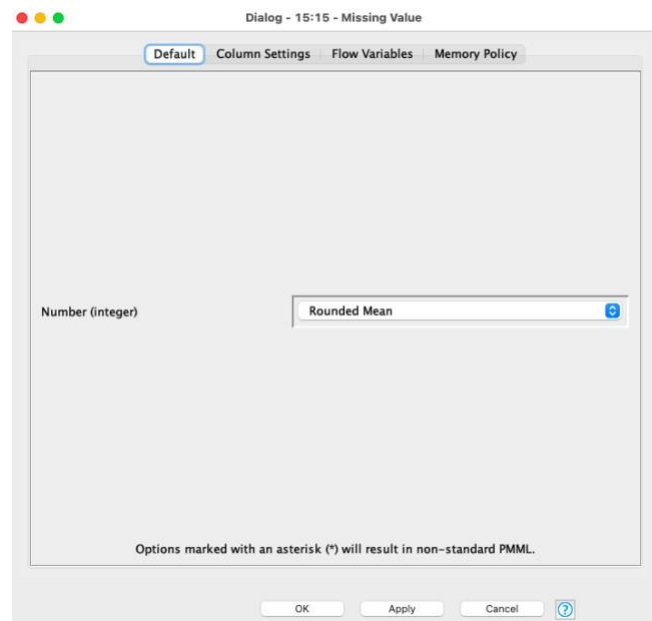 Dialog - 15:15 - Missing Value
Default Column Settings Flow Variables Memory Policy
Number (integer) Rounded Mean
Options marked with an asterisk (*) will result in non-standard PMML.
OK Apply Cancel ?